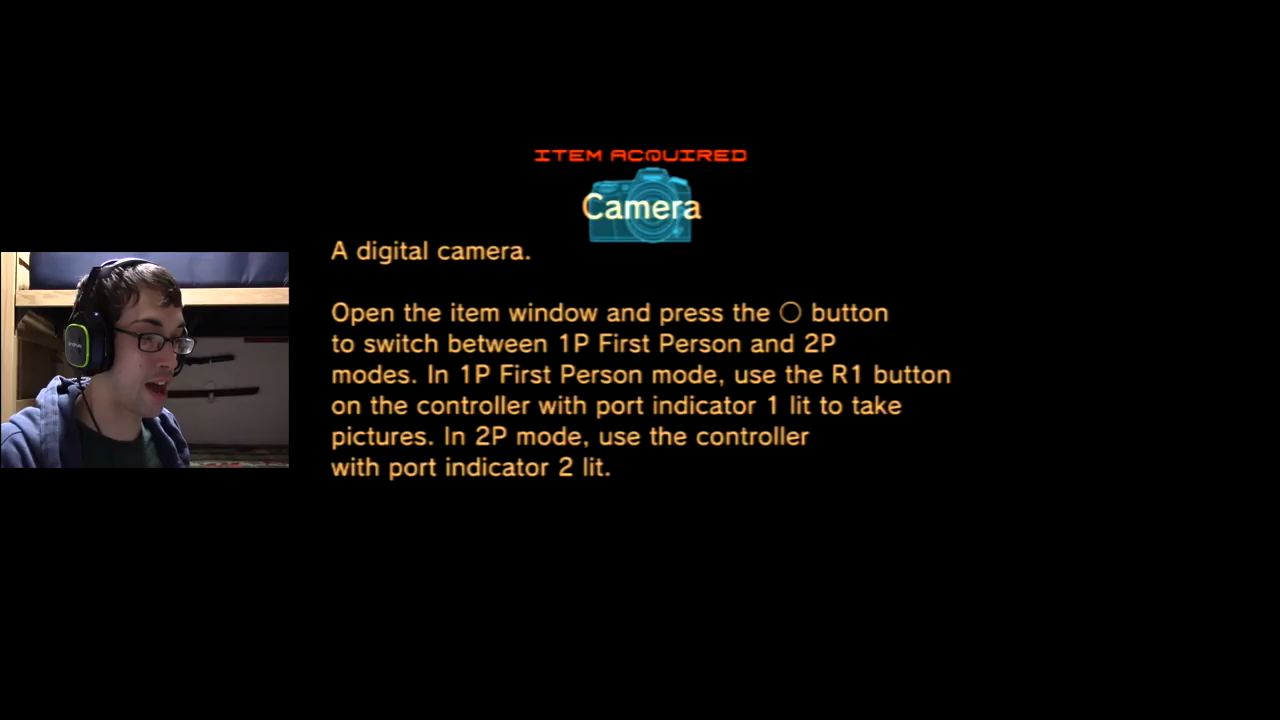 ITEM ACQUIRED
Camera
A digital camera.
Open the item window and press the ○ button
to switch between 1P First Person and 2P
modes. In 1P First Person mode, use the R1 button
on the controller with port indicator 1 lit to take
pictures. In 2P mode, use the controller
with port indicator 2 lit.